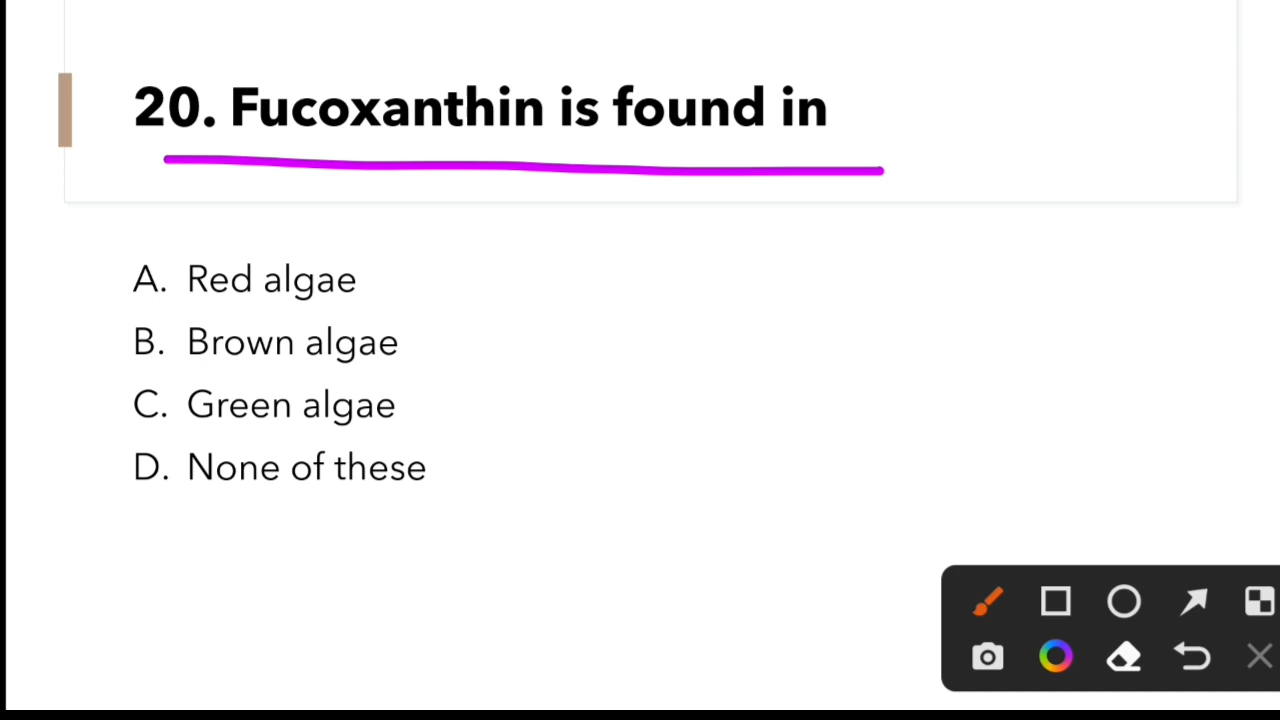 20. Fucoxanthin is found in
A. Red algae
B. Brown algae
C. Green algae
D. None of these